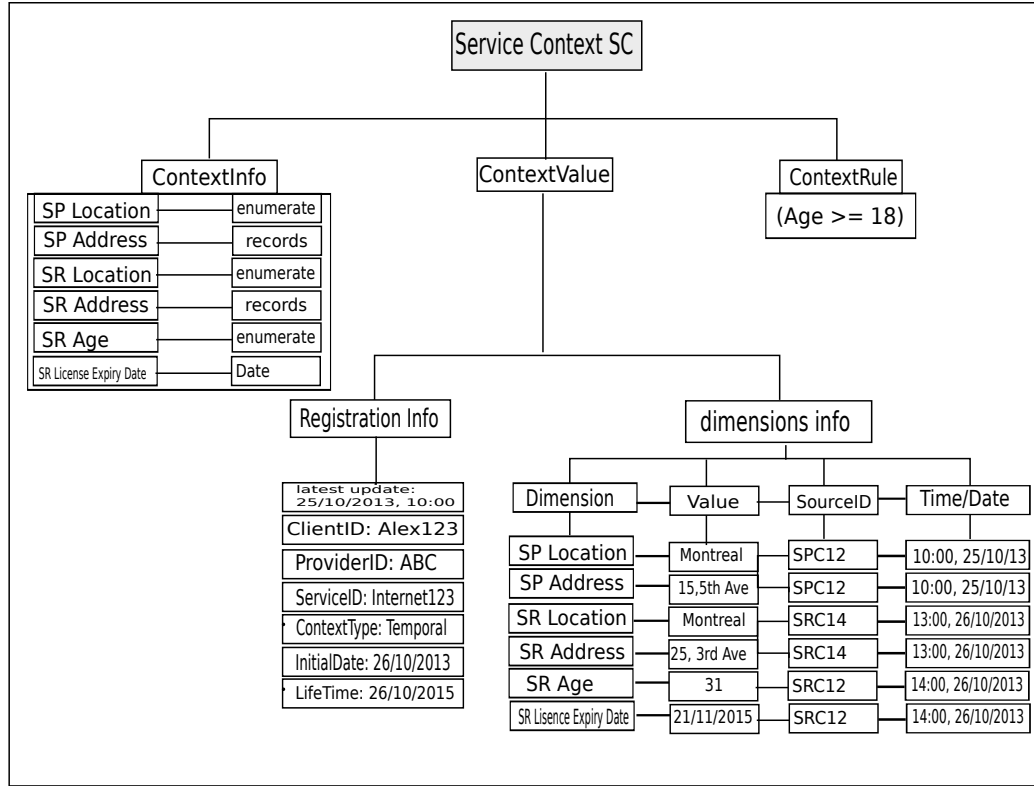 Service Context SC
ContextInfo
ContextValue
ContextRule
SP Location enumerate
SP Address records
SR Location enumerate
SR Address records
SR Age enumerate
SR License Expiry Date Date
(Age >= 18)
Registration Info
dimensions info
latest update:
25/10/2013, 10:00
ClientID: Alex123
ProviderID: ABC
ServiceID: Internet123
ContextType: Temporal
InitialDate: 26/10/2013
LifeTime: 26/10/2015
Dimension Value SourceID Time/Date
SP Location Montreal SPC12 10:00, 25/10/13
SP Address 15,5th Ave SPC12 10:00, 25/10/13
SR Location Montreal SRC14 13:00, 26/10/2013
SR Address 25, 3rd Ave SRC14 13:00, 26/10/2013
SR Age 31 SRC12 14:00, 26/10/2013
SR Lisence Expiry Date 21/11/2015 SRC12 14:00, 26/10/2013